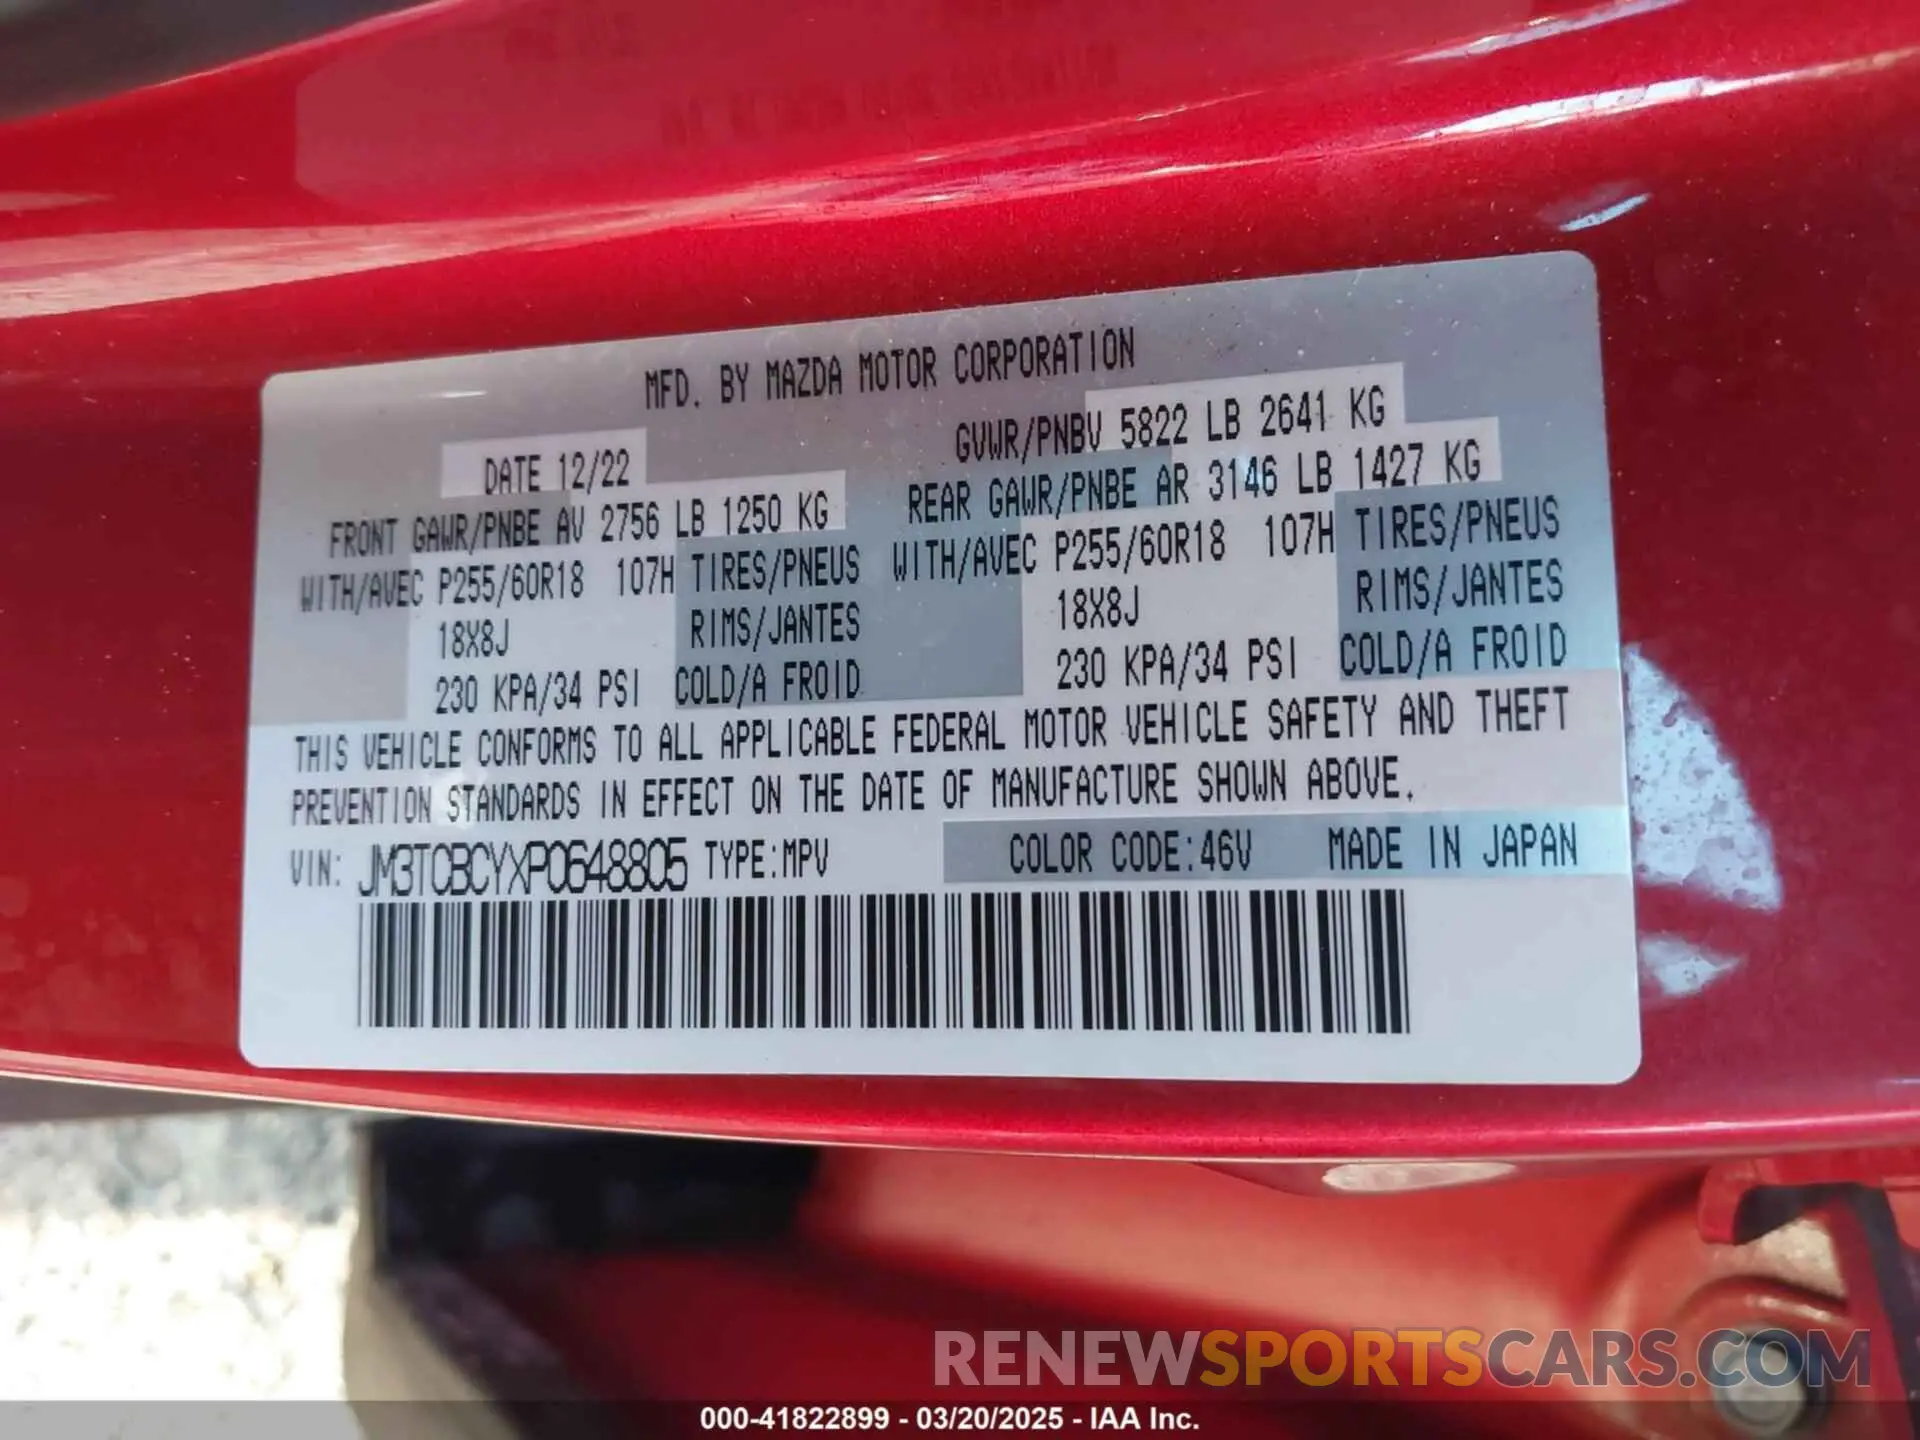 MFD. BY MAZDA MOTOR CORPORATION
DATE 12/22
GVWR/PNBV 5822 LB 2641 KG
FRONT GAWR/PNBE AV 2756 LB 1250 KG
REAR GAWR/PNBE AR 3146 LB 1427 KG
WITH/AVEC P255/60R18 107H TIRES/PNEUS
WITH/AVEC P255/60R18 107H TIRES/PNEUS
18X8J RIMS/JANTES
18X8J RIMS/JANTES
230 KPA/34 PSI COLD/A FROID
230 KPA/34 PSI COLD/A FROID
THIS VEHICLE CONFORMS TO ALL APPLICABLE FEDERAL MOTOR VEHICLE SAFETY AND THEFT
PREVENTION STANDARDS IN EFFECT ON THE DATE OF MANUFACTURE SHOWN ABOVE.
VIN: JM3TCBCYXP0648805 TYPE:MPV COLOR CODE:46V MADE IN JAPAN
RENEWSPORTSCARS.COM
000-41822899 - 03/20/2025 - IAA Inc.